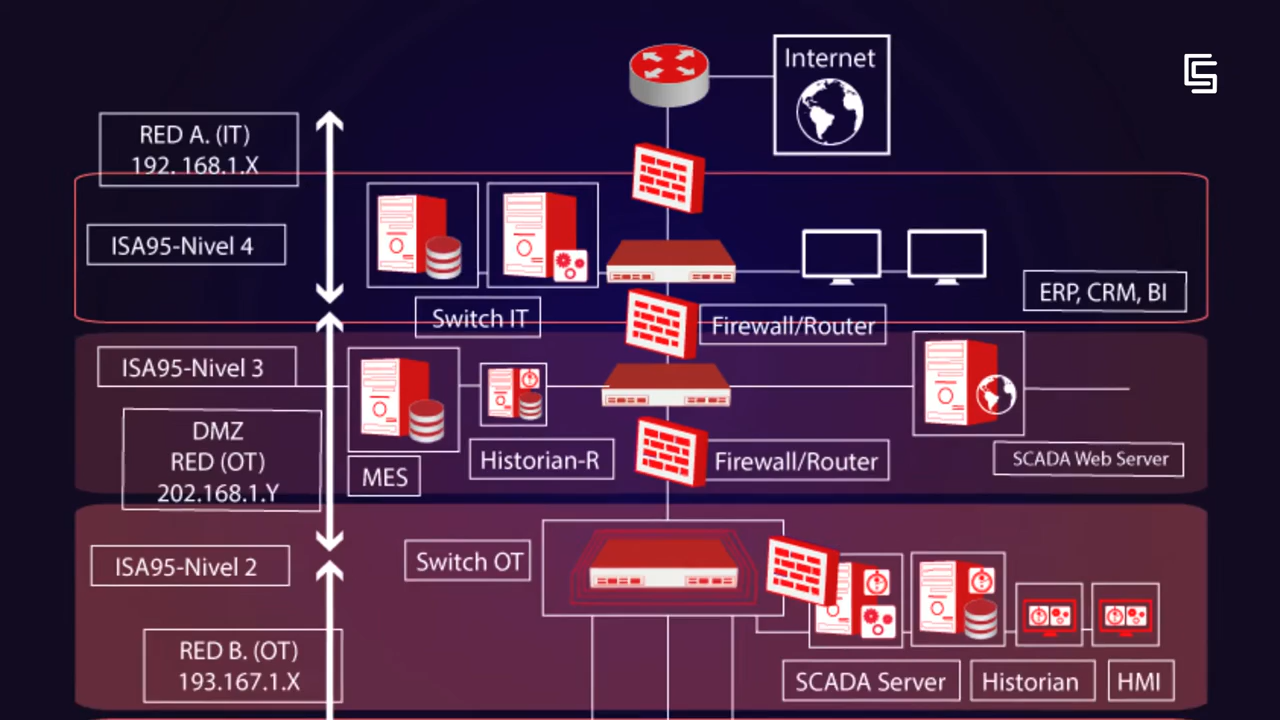 Internet
RED A. (IT)
192. 168.1.X
ISA95-Nivel 4
ERP, CRM, BI
Switch IT
Firewall/Router
ISA95-Nivel 3
DMZ
RED (OT)
202.168.1.Y
MES
Historian-R
Firewall/Router
SCADA Web Server
ISA95-Nivel 2
Switch OT
RED B. (OT)
193.167.1.X
SCADA Server
Historian
HMI